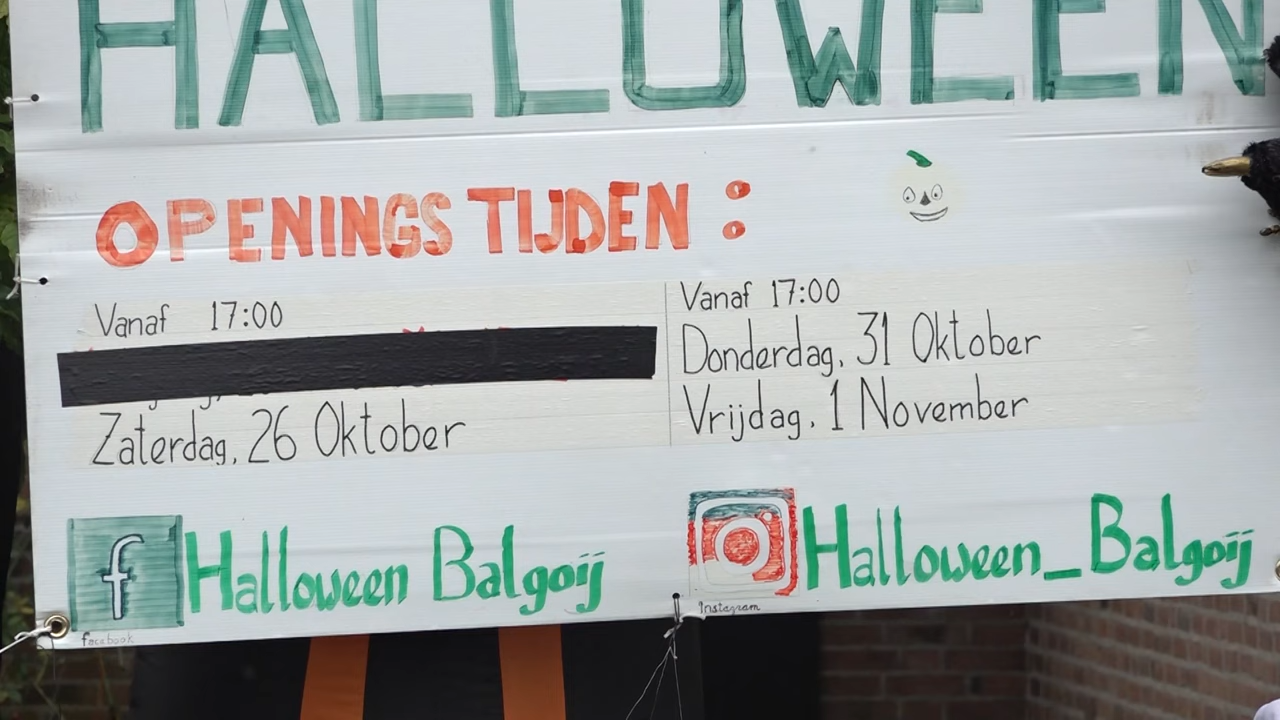 HALLOWEEN
OPENINGS TIJDEN :
Vanaf 17:00
Zaterdag, 26 Oktober
Vanaf 17:00
Donderdag, 31 Oktober
Vrijdag, 1 November
f Halloween Balgoij
facebook
Halloween_Balgoij
Instagram